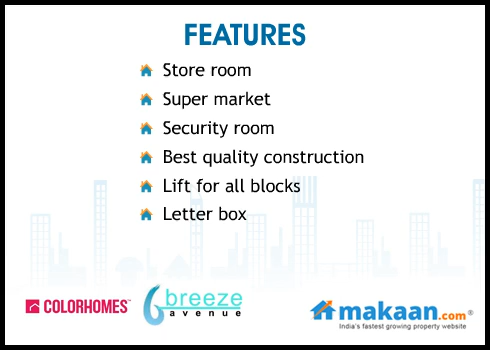 FEATURES
Store room
Super market
Security room
Best quality construction
Lift for all blocks
Letter box
COLORHOMES™
breeze
avenue
makaan.com®
India's fastest growing property website